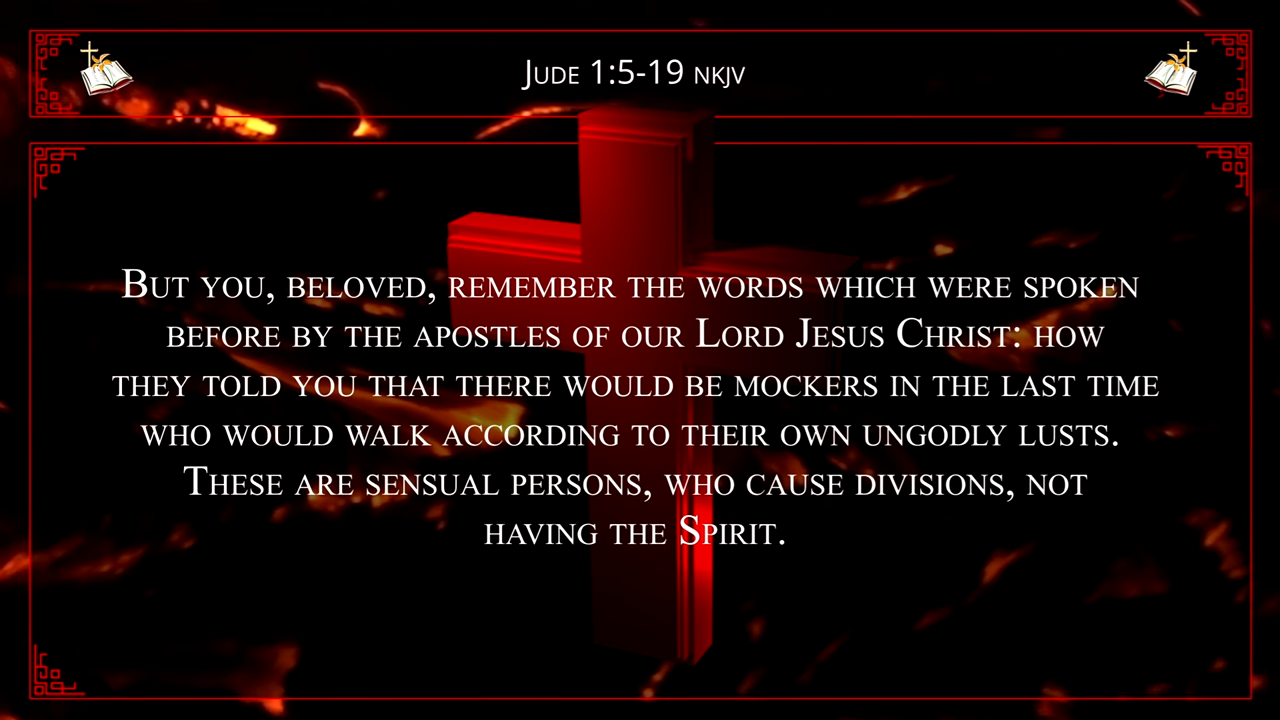 Jude 1:5-19 NKJV
But you, beloved, remember the words which were spoken
before by the apostles of our Lord Jesus Christ: how
they told you that there would be mockers in the last time
who would walk according to their own ungodly lusts.
These are sensual persons, who cause divisions, not
having the Spirit.